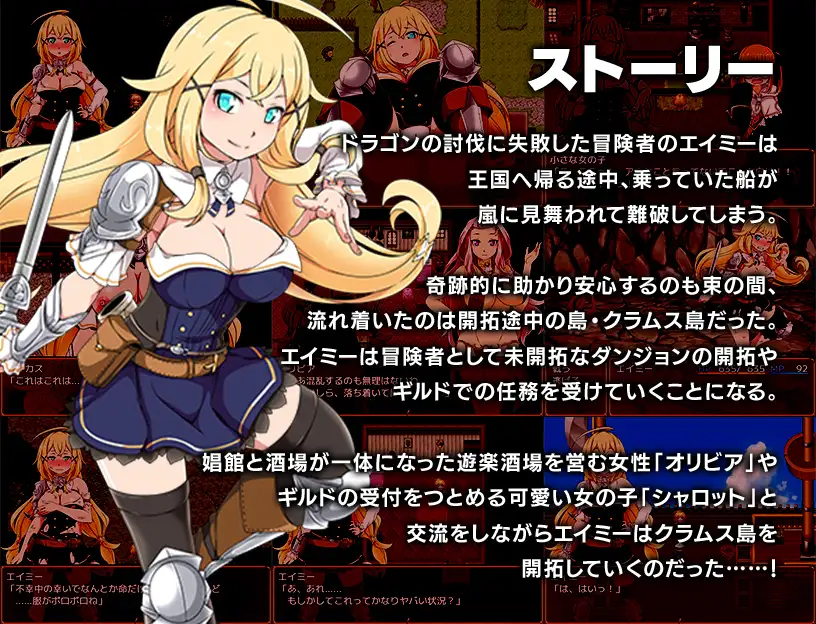 ストーリー
ドラゴンの討伐に失敗した冒険者のエイミーは
王国へ帰る途中、乗っていた船が
嵐に見舞われて難破してしまう。
奇跡的に助かり安心するのも束の間、
流れ着いたのは開拓途中の島・クラムス島だった。
エイミーは冒険者として未開拓なダンジョンの開拓や
ギルドでの任務を受けていくことになる。
娼館と酒場が一体になった遊楽酒場を営む女性「オリビア」や
ギルドの受付をつとめる可愛い女の子「シャロット」と
交流をしながらエイミーはクラムス島を
開拓していくのだった……！
小さな女の子
カス
「これはこれは…
リビア
エイミー
635/ 635 MP 92
エイミー
「不幸中の幸いでなんとか命だけ
……服がボロボロね」
エイミー
「あ、あれ……
もしかしてこれってかなりヤバい状況？」
「は、はいっ！」